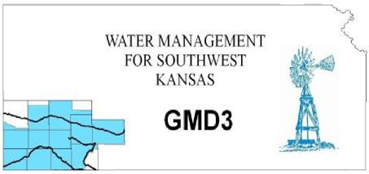 WATER MANAGEMENT
FOR SOUTHWEST
KANSAS
GMD3